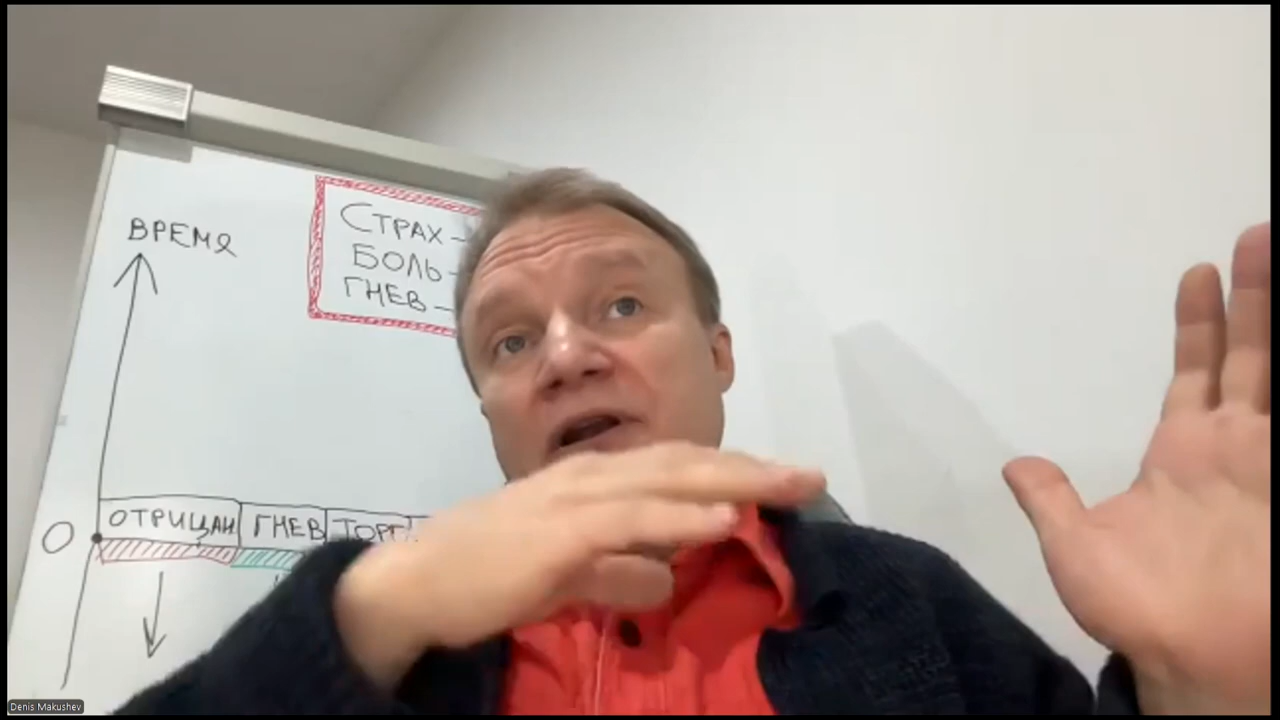 ВРЕМЯ
СТРАХ -
БОЛЬ -
ГНЕВ -
0
ОТРИЦАН ГНЕВ ТОРГ
Denis Makushev